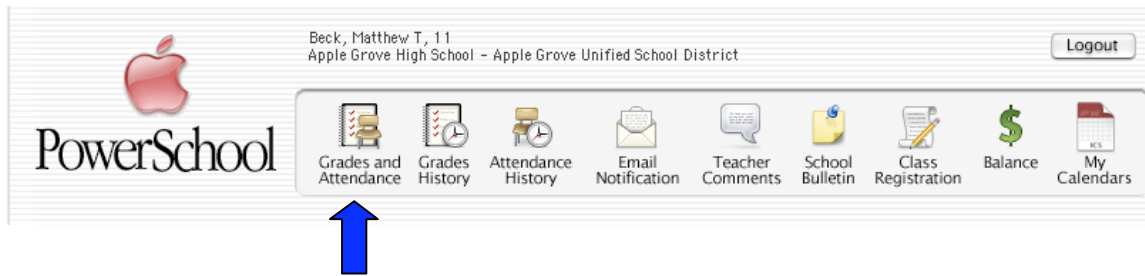 Beck, Matthew T, 11
Apple Grove High School - Apple Grove Unified School District
Logout
PowerSchool
Grades and
Attendance
Grades
History
Attendance
History
Email
Notification
Teacher
Comments
School
Bulletin
Class
Registration
Balance
ICS
My
Calendars